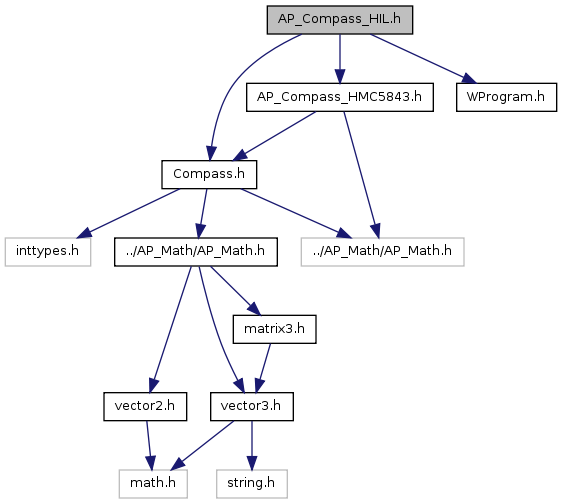 AP_Compass_HIL.h
AP_Compass_HMC5843.h
WProgram.h
Compass.h
inttypes.h
../AP_Math/AP_Math.h
../AP_Math/AP_Math.h
matrix3.h
vector2.h
vector3.h
math.h
string.h